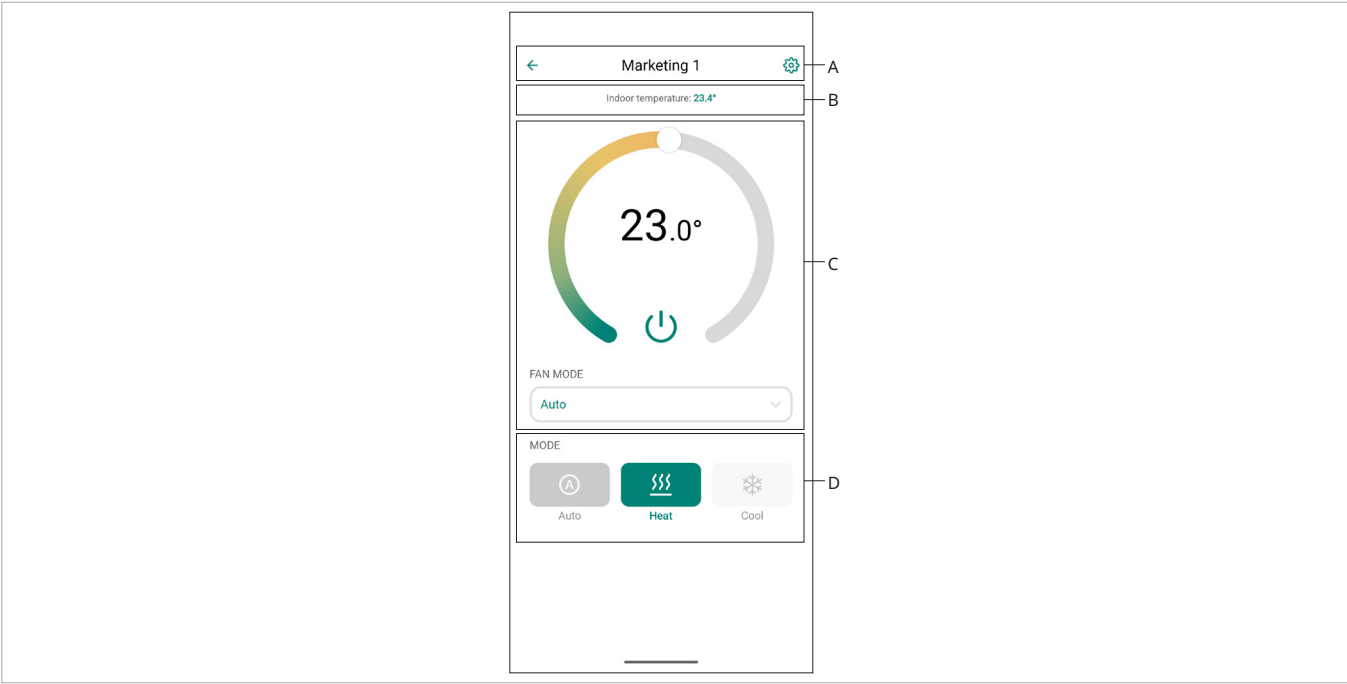 Marketing 1
A
Indoor temperature: 23.4°
B
23.0°
C
FAN MODE
Auto
MODE
A
D
Auto Heat Cool